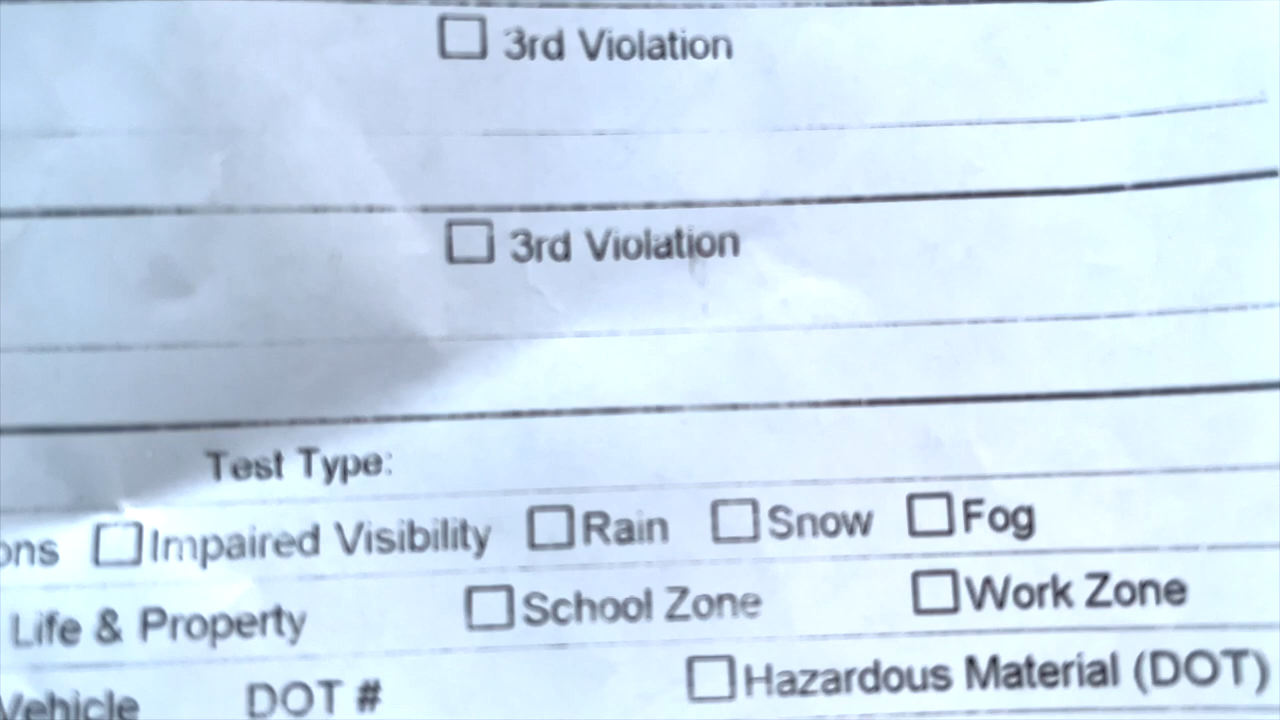 3rd Violation
3rd Violation
Test Type:
ons Impaired Visibility Rain Snow Fog
Life & Property School Zone Work Zone
Vehicle DOT # Hazardous Material (DOT)